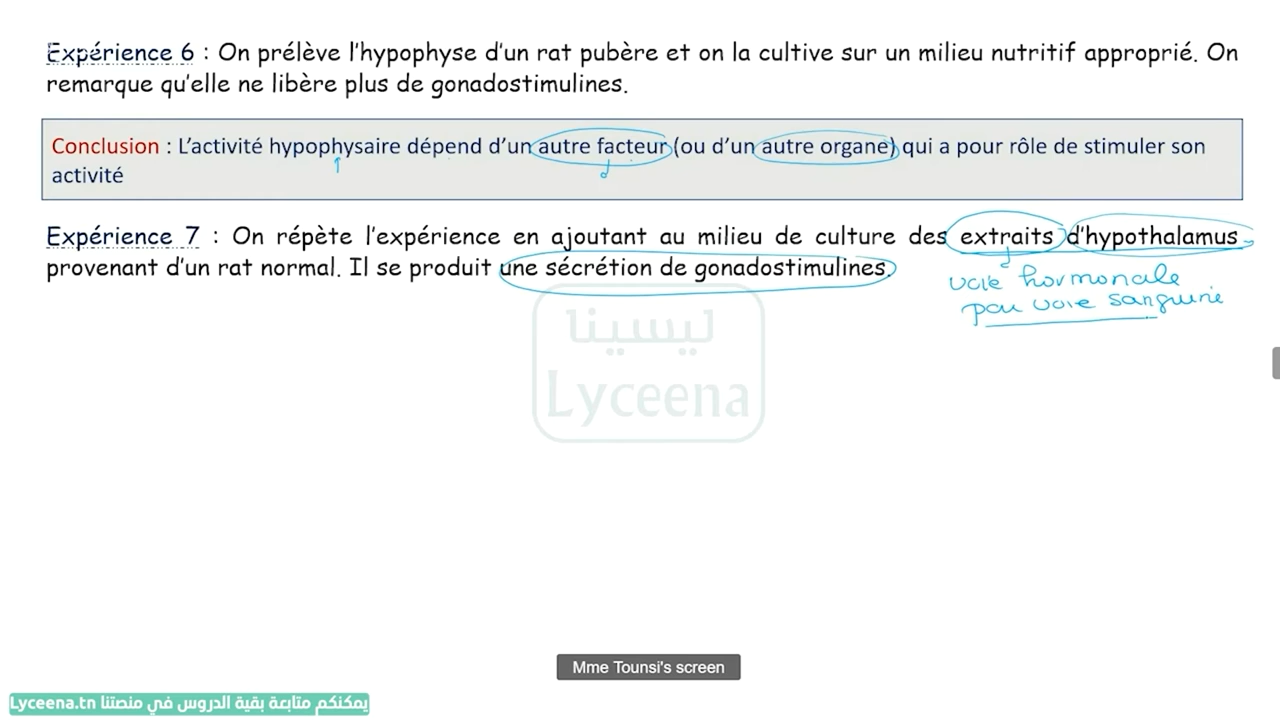 Expérience 6 : On prélève l'hypophyse d'un rat pubère et on la cultive sur un milieu nutritif approprié. On
remarque qu'elle ne libère plus de gonadostimulines.
Conclusion : L'activité hypophysaire dépend d'un autre facteur (ou d'un autre organe) qui a pour rôle de stimuler son
activité
Expérience 7 : On répète l'expérience en ajoutant au milieu de culture des extraits d'hypothalamus
provenant d'un rat normal. Il se produit une sécrétion de gonadostimulines.
voie hormonale
par voie sanguine
ليسينا
Lyceena
Mme Tounsi's screen
يمكنكم متابعة بقية الدروس في منصتنا Lyceena.tn